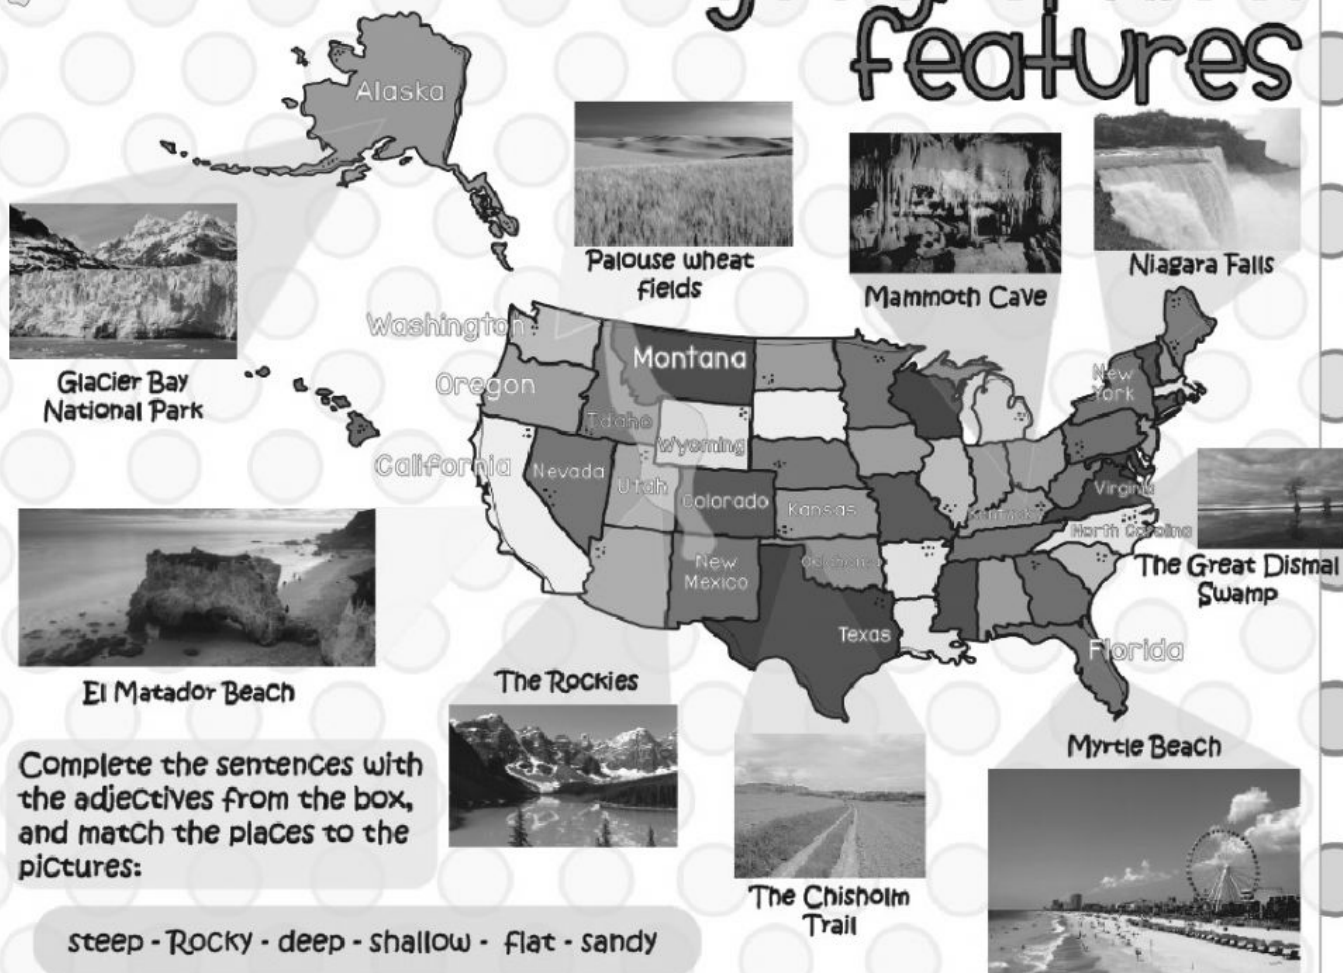 features
Alaska
Palouse wheat
fields
Mammoth Cave
Niagara Falls
Glacier Bay
National Park
Washington
Oregon
California
Montana
Idaho
Wyoming
Nevada
Utah
Colorado
Kansas
New
Mexico
Oklahoma
Texas
New
York
Virginia
Kentucky
North Carolina
Florida
The Great Dismal
Swamp
El Matador Beach
The Rockies
The Chisholm
Trail
Myrtle Beach
Complete the sentences with
the adjectives from the box,
and match the places to the
pictures:
steep - Rocky - deep - shallow - flat - sandy